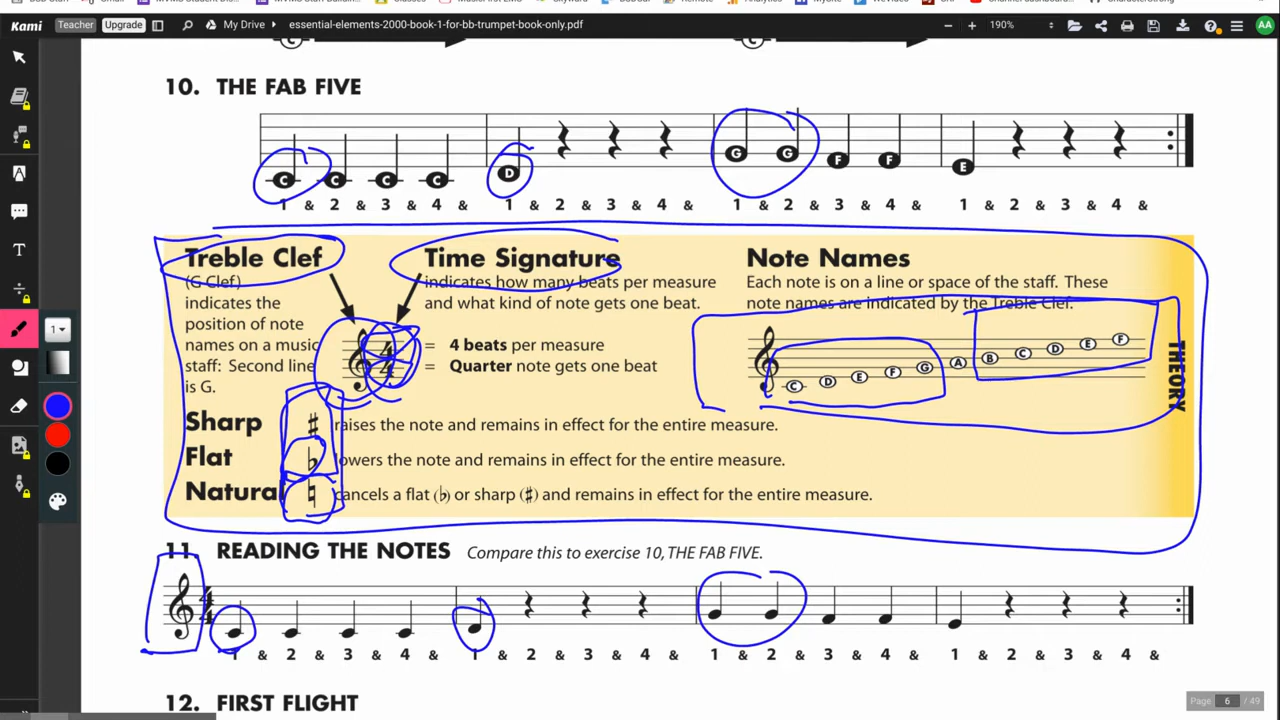 Kami
Teacher
Upgrade
My Drive
essential-elements-2000-book-1-for-bb-trumpet-book-only.pdf
190%
AA
G
G
10. THE FAB FIVE
C C C C D G G F F E
1 & 2 & 3 & 4 & 1 & 2 & 3 & 4 & 1 & 2 & 3 & 4 & 1 & 2 & 3 & 4 &
Treble Clef
(G Clef)
indicates the
position of note
names on a music
staff: Second line
is G.
Time Signature
indicates how many beats per measure
and what kind of note gets one beat.
4 = 4 beats per measure
4 = Quarter note gets one beat
Note Names
Each note is on a line or space of the staff. These
note names are indicated by the Treble Clef.
C D E F G A B C D E F
THEORY
Sharp ♯ raises the note and remains in effect for the entire measure.
Flat ♭ lowers the note and remains in effect for the entire measure.
Natural ♮ cancels a flat (♭) or sharp (♯) and remains in effect for the entire measure.
11. READING THE NOTES Compare this to exercise 10, THE FAB FIVE.
1 & 2 & 3 & 4 & 1 & 2 & 3 & 4 & 1 & 2 & 3 & 4 & 1 & 2 & 3 & 4 &
12. FIRST FLIGHT
Page 6 / 49